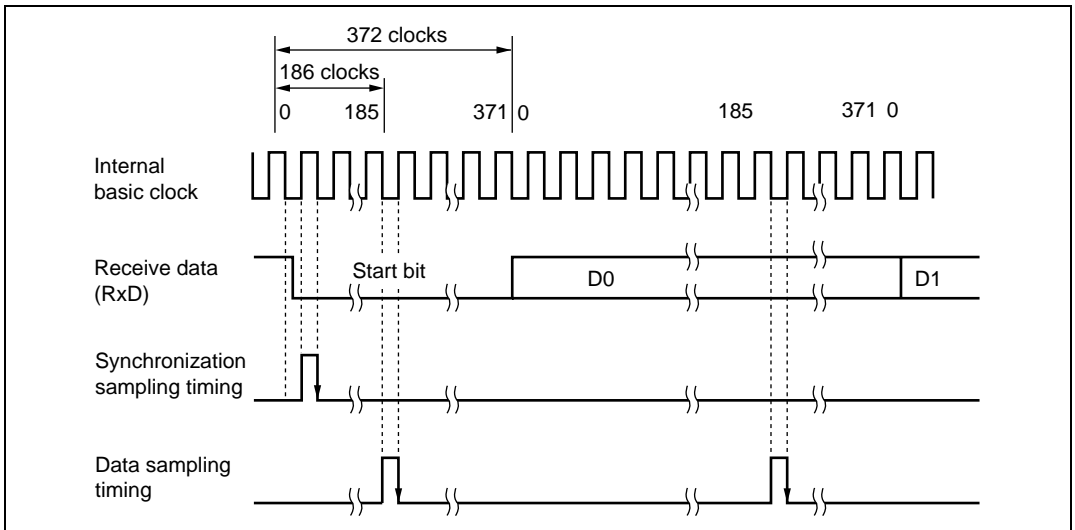 372 clocks
186 clocks
0 185 371 0 185 371 0
Internal
basic clock
Receive data
(RxD)
Start bit D0 D1
Synchronization
sampling timing
Data sampling
timing